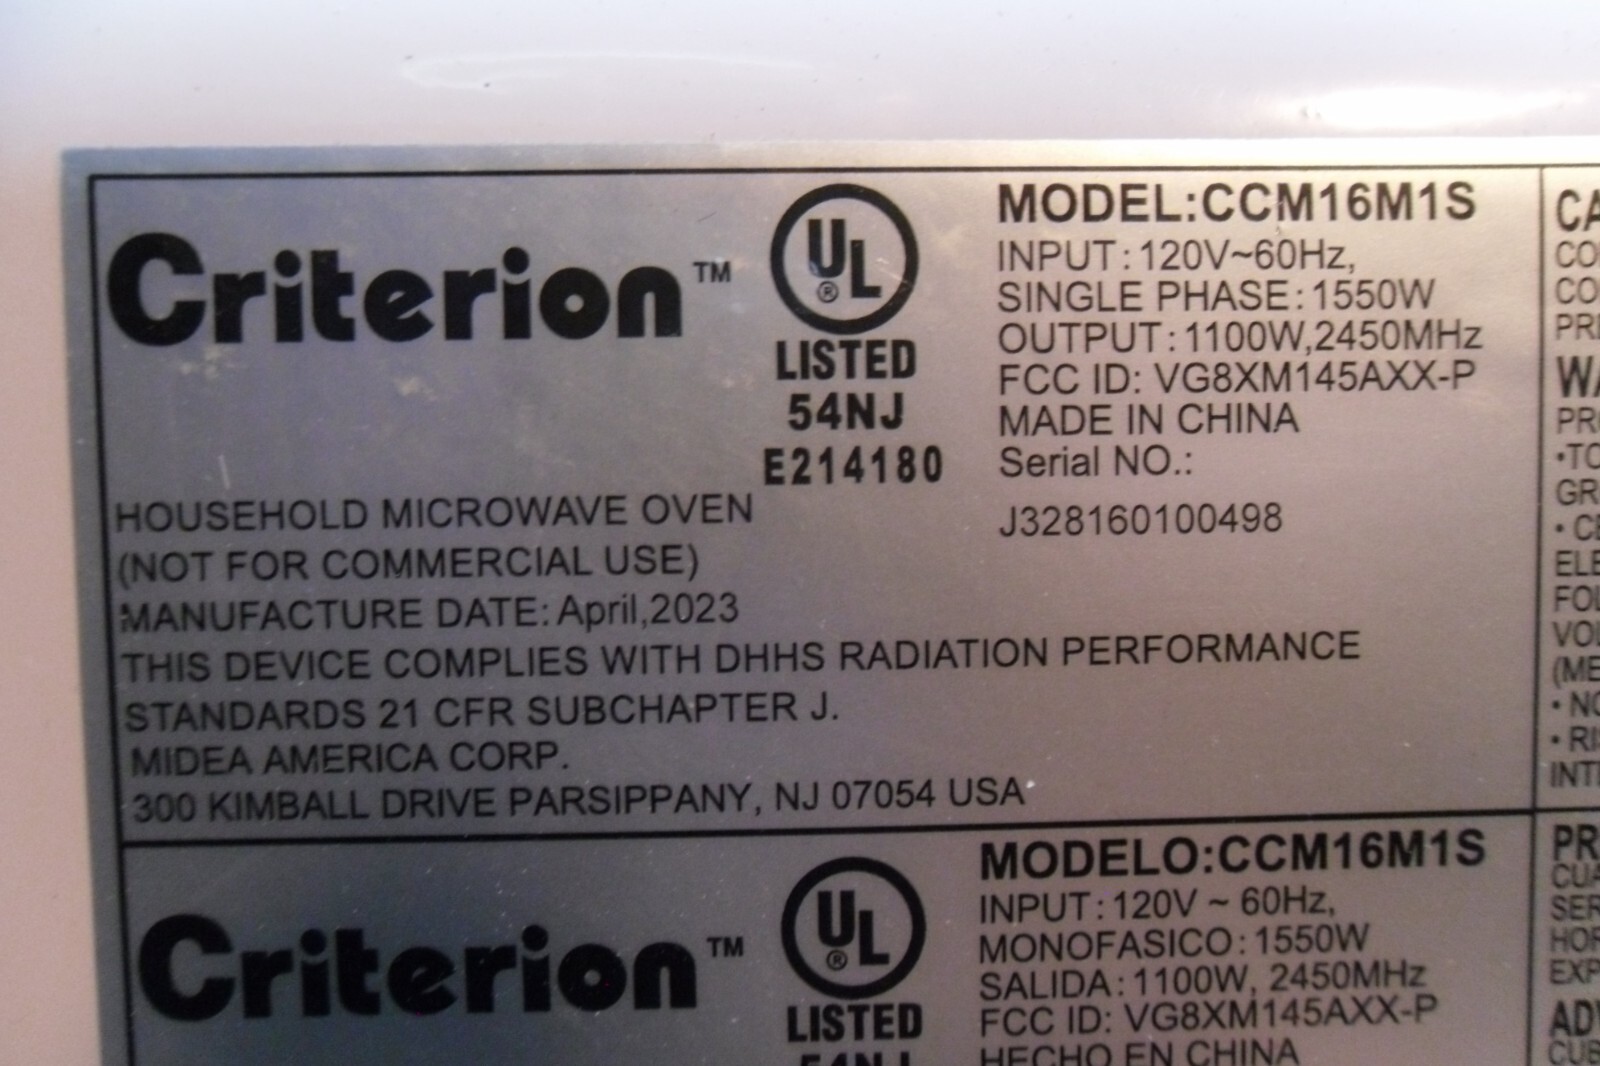 Criterion™
UL
®
LISTED
54NJ
E214180
MODEL:CCM16M1S
INPUT: 120V~60Hz,
SINGLE PHASE: 1550W
OUTPUT: 1100W,2450MHz
FCC ID: VG8XM145AXX-P
MADE IN CHINA
Serial NO.:
J328160100498
HOUSEHOLD MICROWAVE OVEN
(NOT FOR COMMERCIAL USE)
MANUFACTURE DATE: April,2023
THIS DEVICE COMPLIES WITH DHHS RADIATION PERFORMANCE
STANDARDS 21 CFR SUBCHAPTER J.
MIDEA AMERICA CORP.
300 KIMBALL DRIVE PARSIPPANY, NJ 07054 USA
Criterion™
UL
®
LISTED
MODELO:CCM16M1S
INPUT: 120V ~ 60Hz,
MONOFASICO: 1550W
SALIDA: 1100W, 2450MHz
FCC ID: VG8XM145AXX-P
HECHO EN CHINA